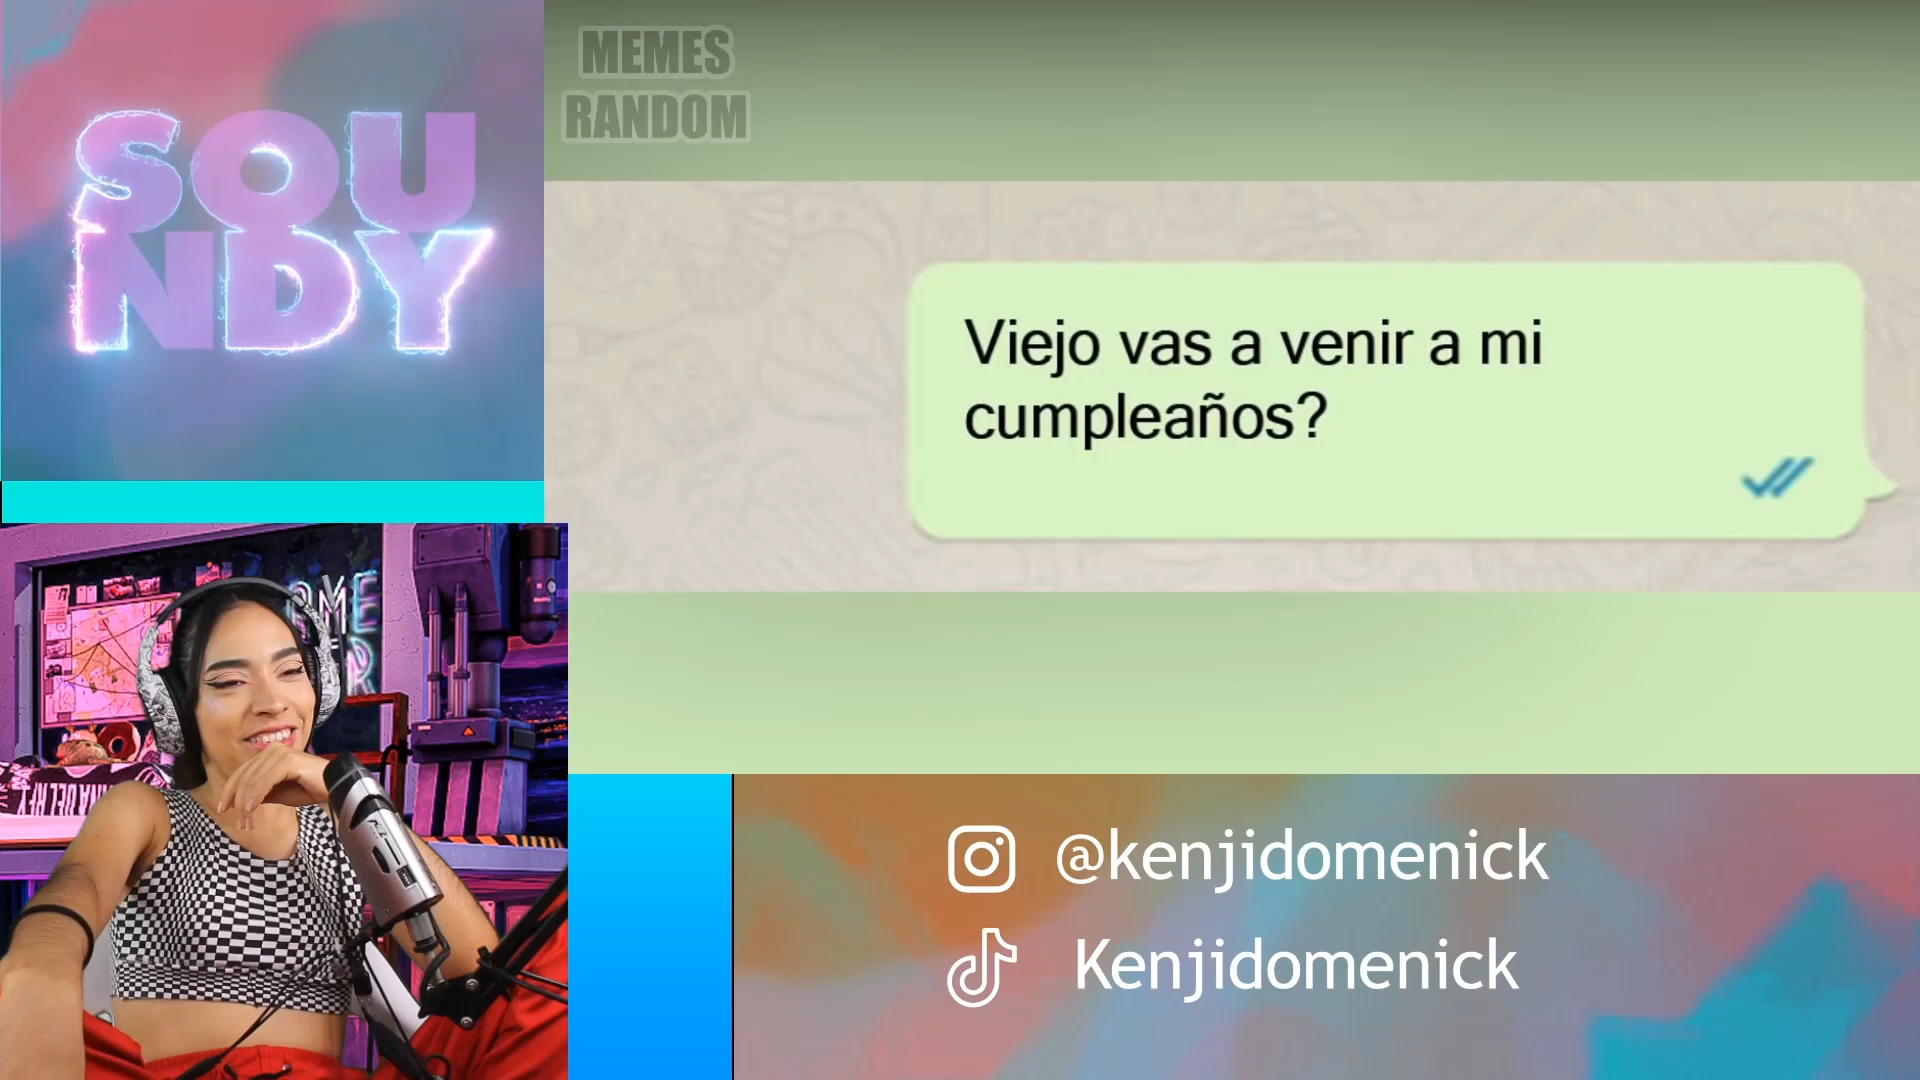 SOU
NDY
MEMES
RANDOM
Viejo vas a venir a mi
cumpleaños?
@kenjidomenick
Kenjidomenick